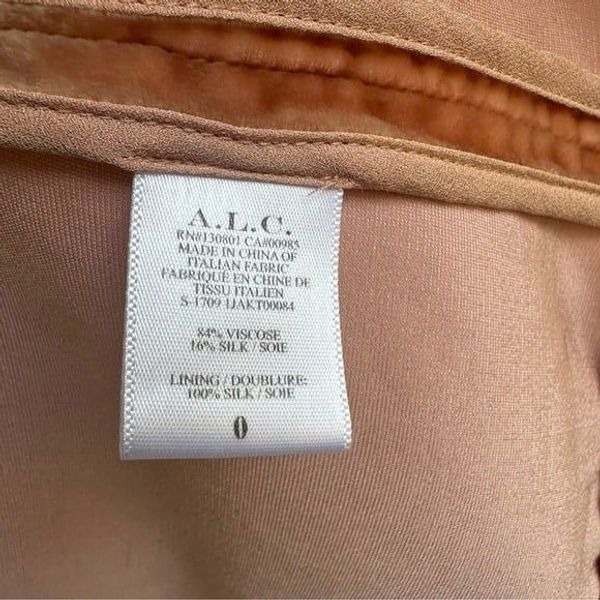 A.L.C.
RN#130801 CA#00985
MADE IN CHINA OF
ITALIAN FABRIC
FABRIQUÉ EN CHINE DE
TISSU ITALIEN
S-1709 1JAKT00084
84% VISCOSE
16% SILK / SOIE
LINING / DOUBLURE:
100% SILK / SOIE
0